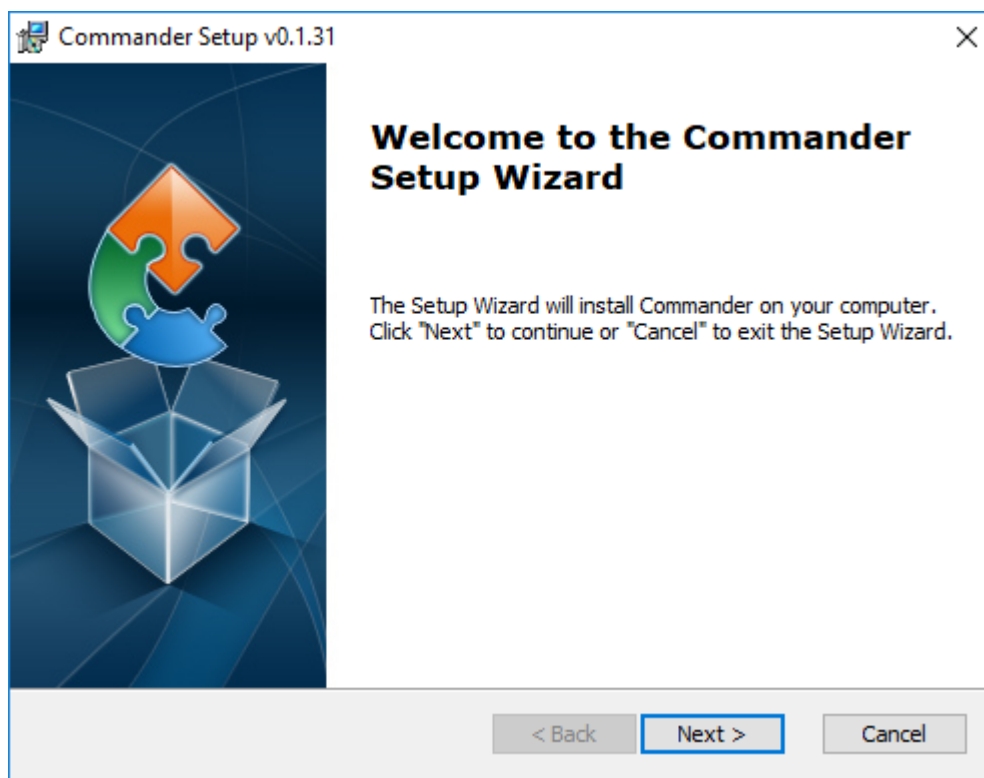 Commander Setup v0.1.31
Welcome to the Commander
Setup Wizard
The Setup Wizard will install Commander on your computer.
Click "Next" to continue or "Cancel" to exit the Setup Wizard.
< Back
Next >
Cancel